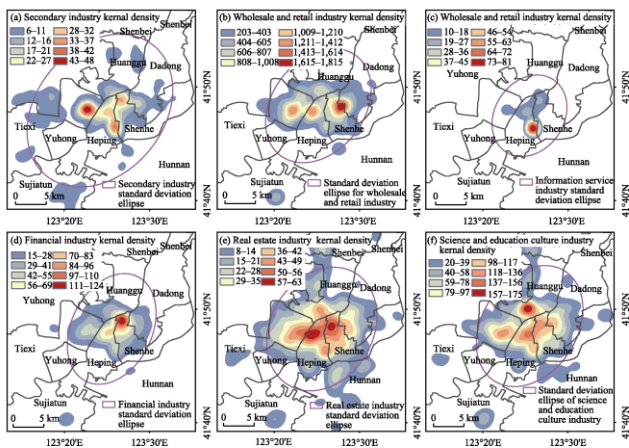 (a) Secondary industry kernal density
6–11 28–32
12–16 33–37
17–21 38–42
22–27 43–48
Shenbei
Huanggu
Dadong
Tiexi
Yuhong
Heping
Shenhe
Hunnan
Sujiatun
0 5 km
Secondary industry
standard deviation
ellipse
123°20′E 123°30′E
41°50′N
41°40′N
(b) Wholesale and retail industry kernal density
203–403 1,009–1,210
404–605 1,211–1,412
606–807 1,413–1,614
808–1,008 1,615–1,815
Shenbei
Huanggu
Dadong
Tiexi
Yuhong
Heping
Shenhe
Hunnan
Sujiatun
0 5 km
Standard deviation
ellipse for wholesale
and retail industry
123°20′E 123°30′E
41°50′N
41°40′N
(c) Wholesale and retail industry kernal density
10–18 46–54
19–27 55–63
28–36 64–72
37–45 73–81
Shenbei
Huanggu
Dadong
Tiexi
Yuhong
Heping
Shenhe
Hunnan
Sujiatun
0 5 km
Information service
industry standard
deviation ellipse
123°20′E 123°30′E
41°50′N
41°40′N
(d) Financial industry kernal density
15–28 70–83
29–41 84–96
42–55 97–110
56–69 111–124
Shenbei
Huanggu
Dadong
Yuhong
Tiexi
Yuhong
Heping
Shenhe
Hunnan
Sujiatun
0 5 km
Financial industry
standard deviation
ellipse
123°20′E 123°30′E
41°50′N
41°40′N
(e) Real estate industry kernal density
8–14 36–42
15–21 43–49
22–28 50–56
29–35 57–63
Shenbei
Huanggu
Dadong
Tiexi
Yuhong
Heping
Shenhe
Hunnan
Sujiatun
0 5 km
Real estate industry
standard deviation
ellipse
123°20′E 123°30′E
41°50′N
41°40′N
(f) Science and education culture industry
kernal density
20–39 98–117
40–58 118–136
59–78 137–156
79–97 157–175
Shenbei
Huanggu
Dadong
Tiexi
Yuhong
Heping
Shenhe
Hunnan
Sujiatun
0 5 km
Standard deviation
ellipse of science
and education
culture industry
123°20′E 123°30′E
41°50′N
41°40′N